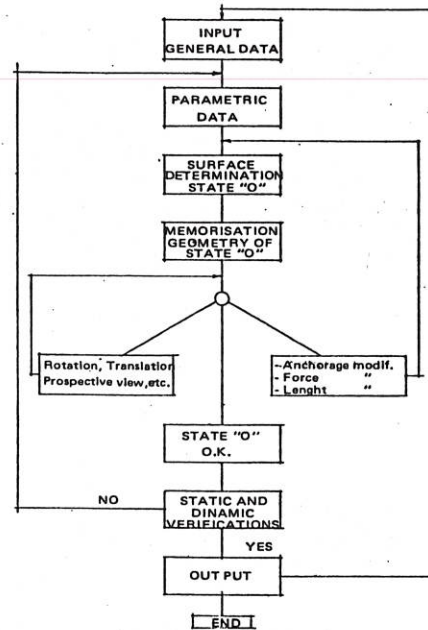 INPUT
GENERAL DATA
PARAMETRIC
DATA
SURFACE
DETERMINATION
STATE "O"
MEMORISATION
GEOMETRY OF
STATE "O"
Rotation, Translation
Prospective view, etc.
- Anchorage modif.
- Force "
- Lenght "
STATE "O"
O.K.
NO
STATIC AND
DINAMIC
VERIFICATIONS
YES
OUT PUT
END